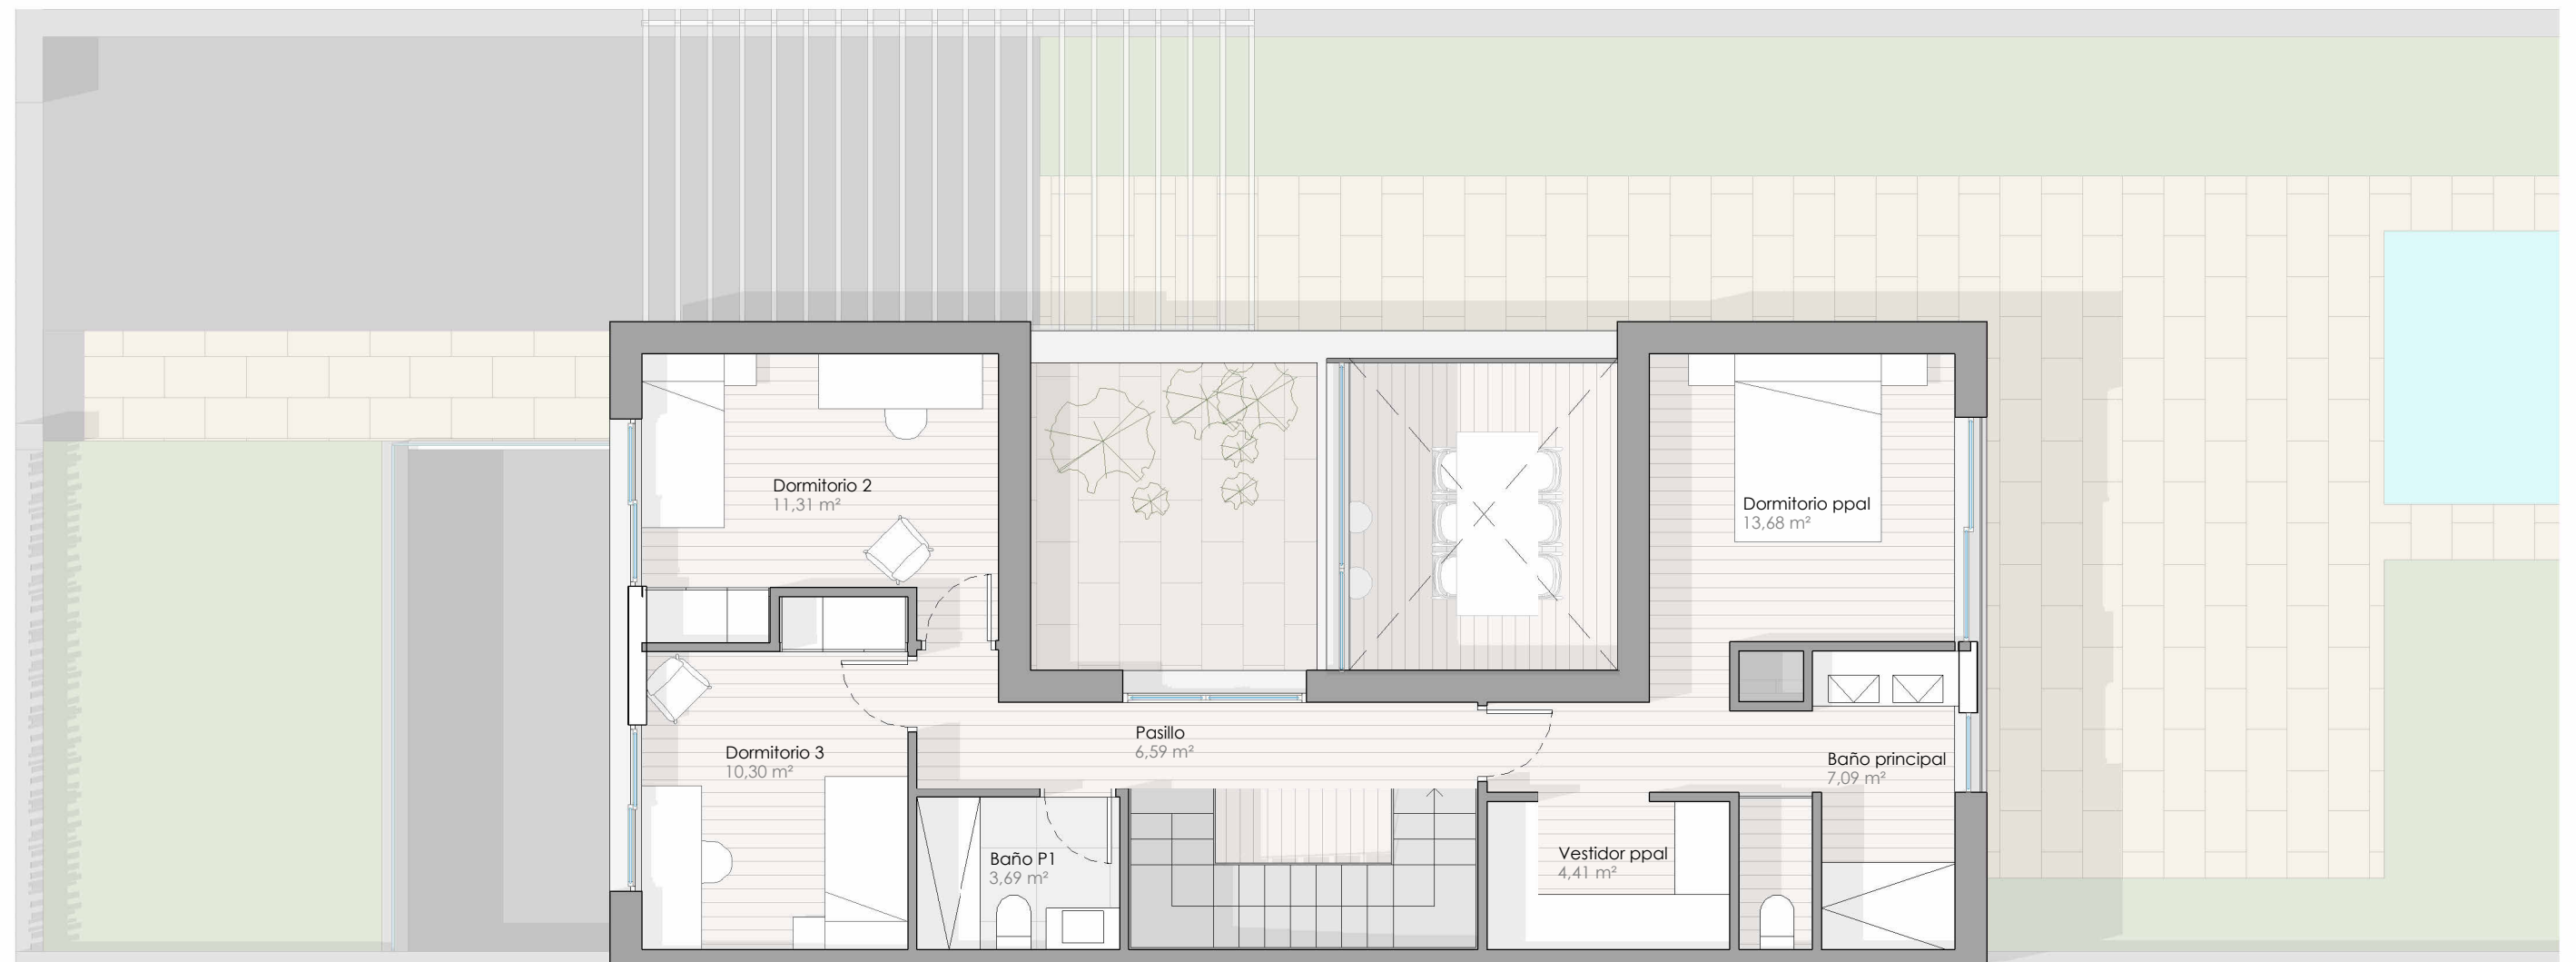 Dormitorio 2
11,31 m²
Dormitorio ppal
13,68 m²
Pasillo
6,59 m²
Dormitorio 3
10,30 m²
Baño principal
7,09 m²
Baño P1
3,69 m²
Vestidor ppal
4,41 m²